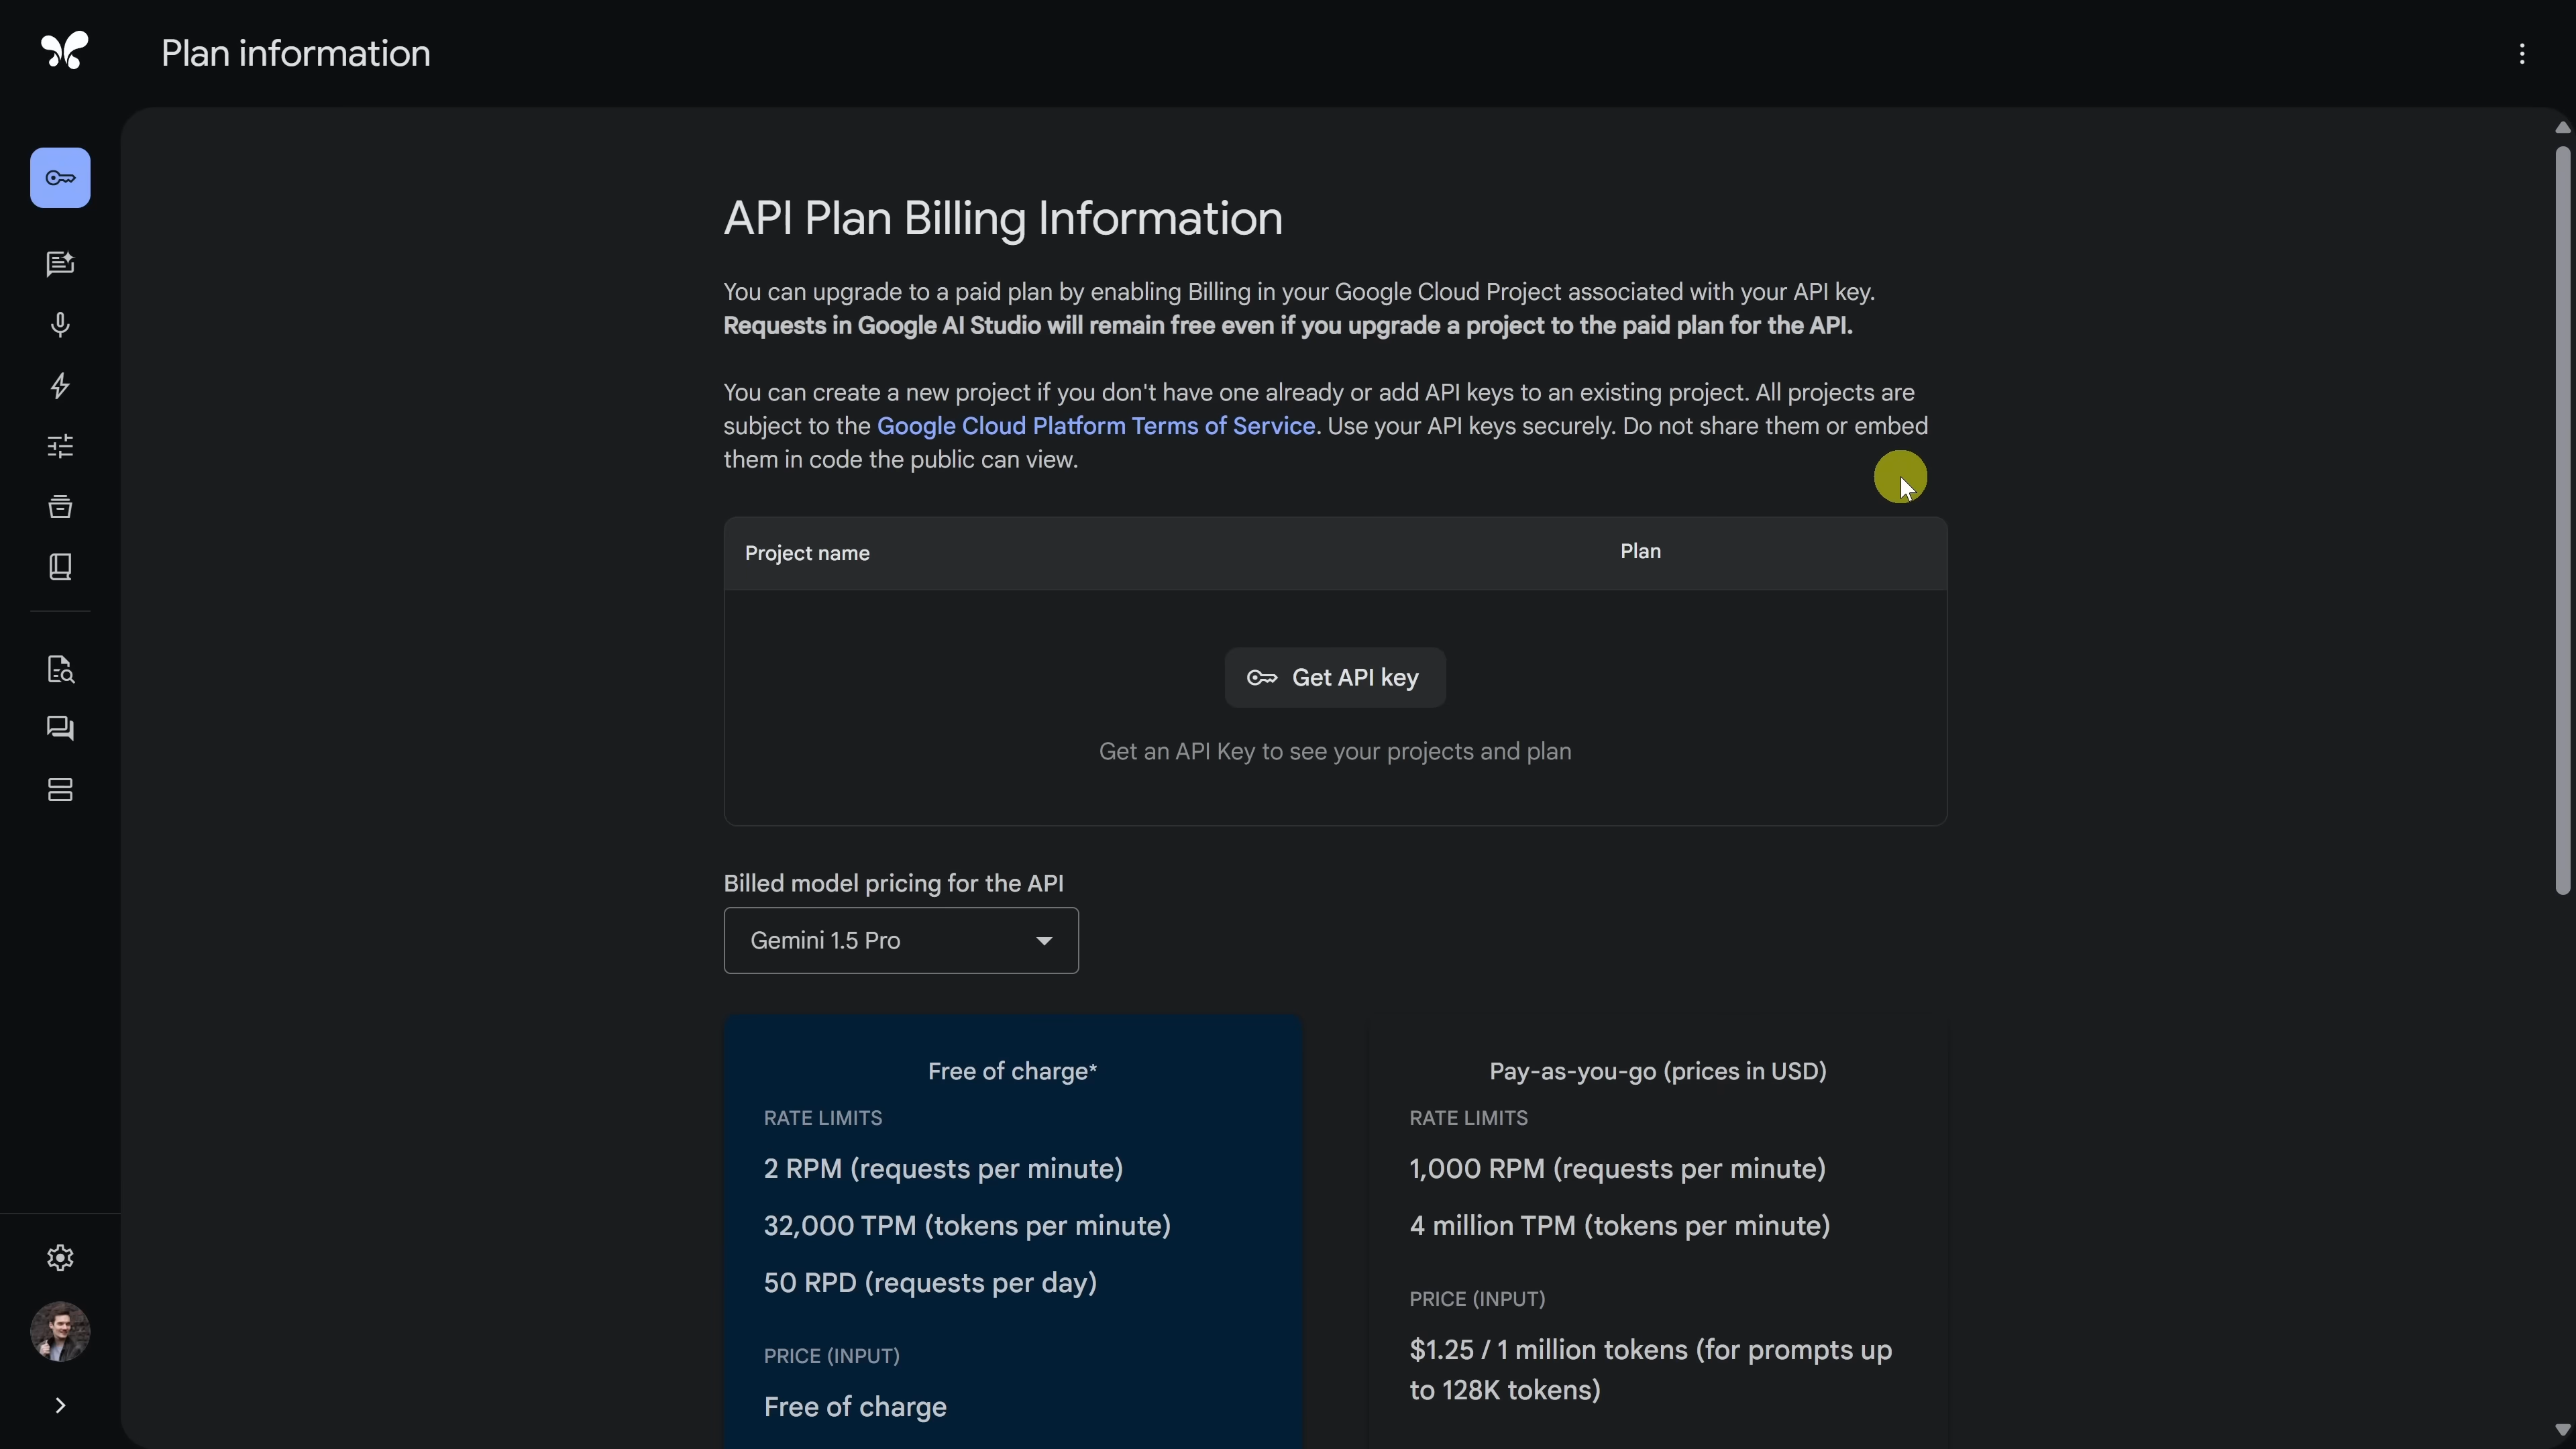 Plan information
API Plan Billing Information
You can upgrade to a paid plan by enabling Billing in your Google Cloud Project associated with your API key.
Requests in Google AI Studio will remain free even if you upgrade a project to the paid plan for the API.
You can create a new project if you don't have one already or add API keys to an existing project. All projects are
subject to the Google Cloud Platform Terms of Service. Use your API keys securely. Do not share them or embed
them in code the public can view.
Project name
Plan
Get API key
Get an API Key to see your projects and plan
Billed model pricing for the API
Gemini 1.5 Pro
Free of charge*
RATE LIMITS
2 RPM (requests per minute)
32,000 TPM (tokens per minute)
50 RPD (requests per day)
PRICE (INPUT)
Free of charge
Pay-as-you-go (prices in USD)
RATE LIMITS
1,000 RPM (requests per minute)
4 million TPM (tokens per minute)
PRICE (INPUT)
$1.25 / 1 million tokens (for prompts up
to 128K tokens)